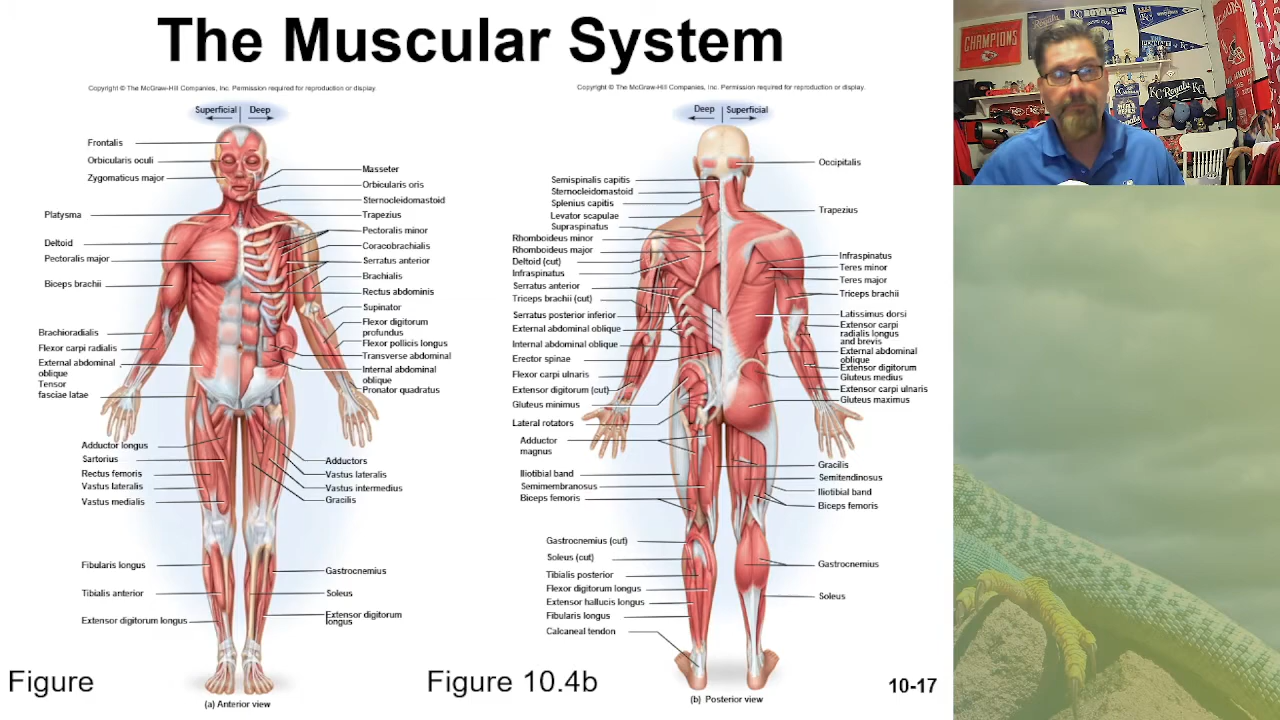 The Muscular System
Copyright © The McGraw-Hill Companies, Inc. Permission required for reproduction or display.
Superficial
Deep
Frontalis
Orbicularis oculi
Zygomaticus major
Platysma
Deltoid
Pectoralis major
Biceps brachii
Brachioradialis
Flexor carpi radialis
External abdominal
oblique
Tensor
fasciae latae
Adductor longus
Sartorius
Rectus femoris
Vastus lateralis
Vastus medialis
Fibularis longus
Tibialis anterior
Extensor digitorum longus
Masseter
Orbicularis oris
Sternocleidomastoid
Trapezius
Pectoralis minor
Coracobrachialis
Serratus anterior
Brachialis
Rectus abdominis
Supinator
Flexor digitorum
profundus
Flexor pollicis longus
Transverse abdominal
Internal abdominal
oblique
Pronator quadratus
Adductors
Vastus lateralis
Vastus intermedius
Gracilis
Gastrocnemius
Soleus
Extensor digitorum
longus
(a) Anterior view
Figure
Copyright © The McGraw-Hill Companies, Inc. Permission required for reproduction or display.
Deep
Superficial
Semispinalis capitis
Sternocleidomastoid
Splenius capitis
Levator scapulae
Supraspinatus
Rhomboideus minor
Rhomboideus major
Deltoid (cut)
Infraspinatus
Serratus anterior
Triceps brachii (cut)
Serratus posterior inferior
External abdominal oblique
Internal abdominal oblique
Erector spinae
Flexor carpi ulnaris
Extensor digitorum (cut)
Gluteus minimus
Lateral rotators
Adductor
magnus
Iliotibial band
Semimembranosus
Biceps femoris
Gastrocnemius (cut)
Soleus (cut)
Tibialis posterior
Flexor digitorum longus
Extensor hallucis longus
Fibularis longus
Calcaneal tendon
Occipitalis
Trapezius
Infraspinatus
Teres minor
Teres major
Triceps brachii
Latissimus dorsi
Extensor carpi
radialis longus
and brevis
External abdominal
oblique
Extensor digitorum
Gluteus medius
Extensor carpi ulnaris
Gluteus maximus
Gracilis
Semitendinosus
Iliotibial band
Biceps femoris
Gastrocnemius
Soleus
(b) Posterior view
Figure 10.4b
10-17
CHAMPIONS
Royals